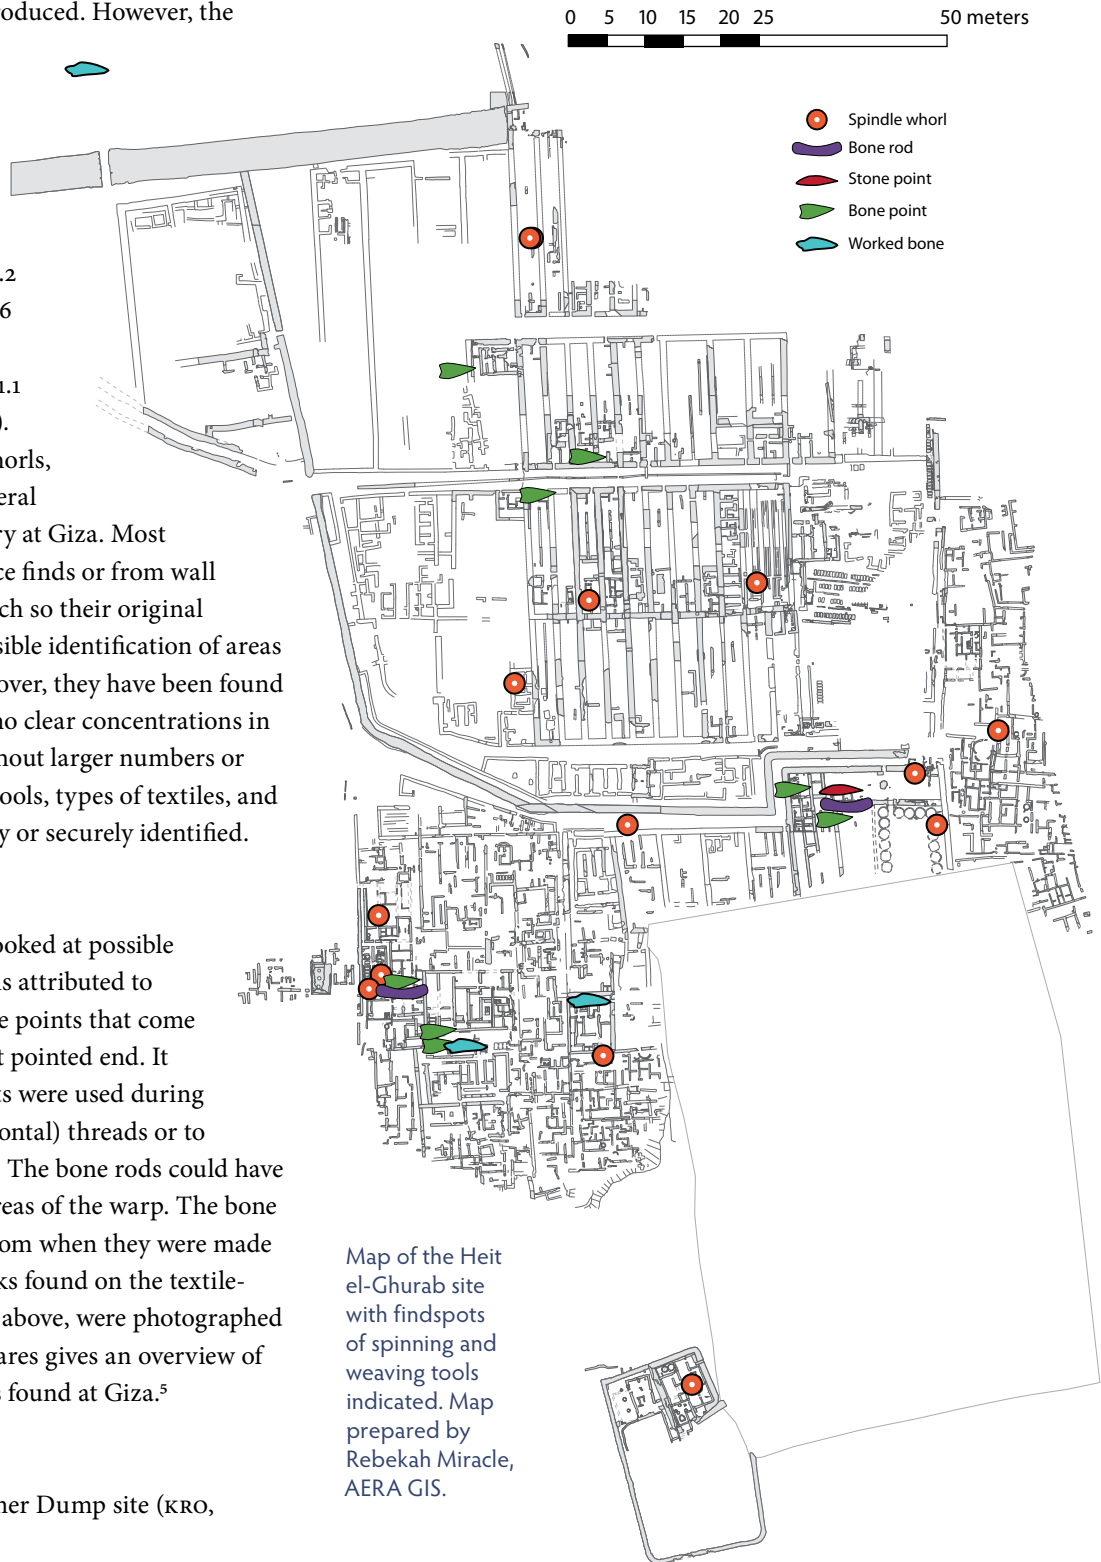 roduced. However, the
.2
6
1.1
).
horls,
eral
ry at Giza. Most
ce finds or from wall
ch so their original
sible identification of areas
over, they have been found
no clear concentrations in
hout larger numbers or
tools, types of textiles, and
y or securely identified.
ooked at possible
ls attributed to
e points that come
t pointed end. It
ts were used during
ontal) threads or to
The bone rods could have
reas of the warp. The bone
om when they were made
ks found on the textile-
above, were photographed
ares gives an overview of
s found at Giza.⁵
ner Dump site (KRO,
0 5 10 15 20 25 50 meters
Spindle whorl
Bone rod
Stone point
Bone point
Worked bone
Map of the Heit
el-Ghurab site
with findspots
of spinning and
weaving tools
indicated. Map
prepared by
Rebekah Miracle,
AERA GIS.